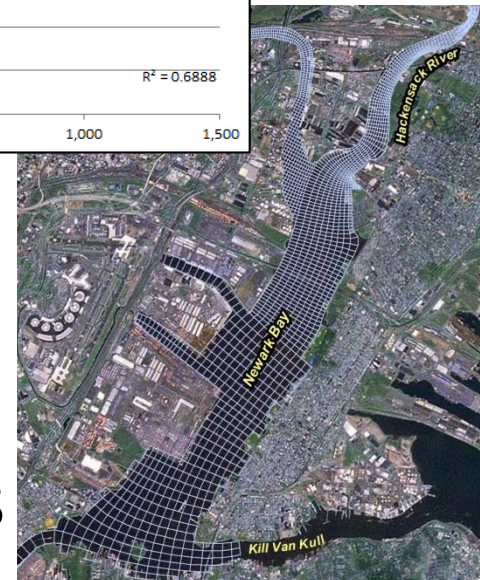 R² = 0.6888
1,000 1,500
Hackensack River
Newark Bay
Kill Van Kull